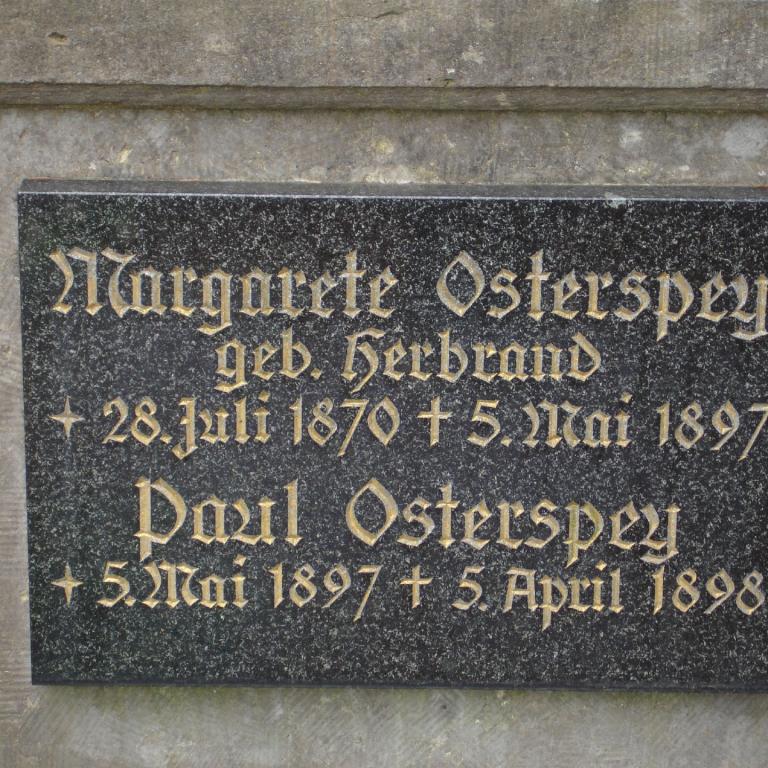 Margarete Osterspey
geb. Herbrand
✦ 28. Juli 1870 ✝ 5. Mai 1897
Paul Osterspey
✦ 5. Mai 1897 ✝ 5. April 1898